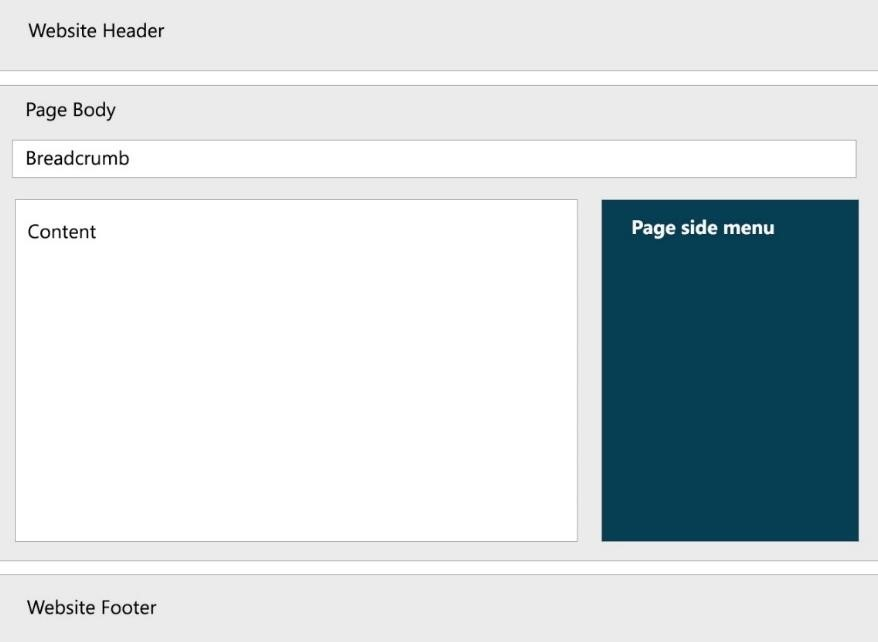 Website Header
Page Body
Breadcrumb
Content
Page side menu
Website Footer